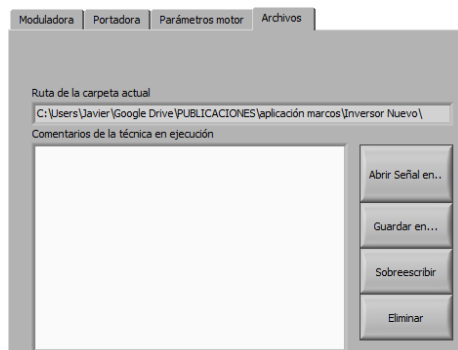 Moduladora Portadora Parámetros motor Archivos
Ruta de la carpeta actual
C:\Users\Javier\Google Drive\PUBLICACIONES\aplicación marcos\Inversor Nuevo\
Comentarios de la técnica en ejecución
Abrir Señal en..
Guardar en...
Sobreescribir
Eliminar